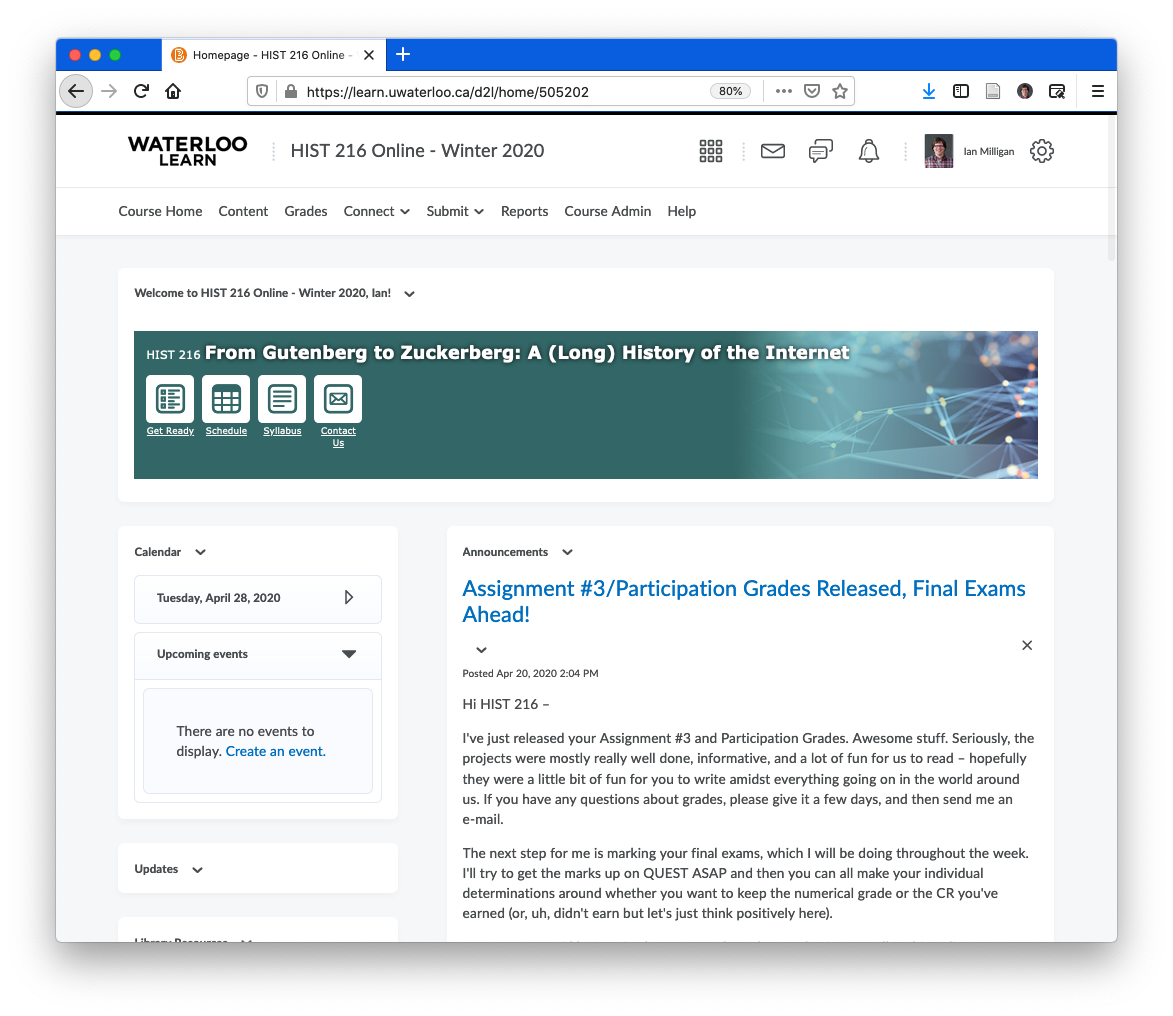 Homepage - HIST 216 Online -
https://learn.uwaterloo.ca/d2l/home/505202
80%
WATERLOO
LEARN
HIST 216 Online - Winter 2020
Ian Milligan
Course Home Content Grades Connect Submit Reports Course Admin Help
Welcome to HIST 216 Online - Winter 2020, Ian!
HIST 216 From Gutenberg to Zuckerberg: A (Long) History of the Internet
Get Ready Schedule Syllabus Contact
Us
Calendar
Tuesday, April 28, 2020
Upcoming events
There are no events to
display. Create an event.
Updates
Library Resources
Announcements
Assignment #3/Participation Grades Released, Final Exams
Ahead!
Posted Apr 20, 2020 2:04 PM
Hi HIST 216 –
I've just released your Assignment #3 and Participation Grades. Awesome stuff. Seriously, the
projects were mostly really well done, informative, and a lot of fun for us to read – hopefully
they were a little bit of fun for you to write amidst everything going on in the world around
us. If you have any questions about grades, please give it a few days, and then send me an
e-mail.
The next step for me is marking your final exams, which I will be doing throughout the week.
I'll try to get the marks up on QUEST ASAP and then you can all make your individual
determinations around whether you want to keep the numerical grade or the CR you've
earned (or, uh, didn't earn but let's just think positively here).